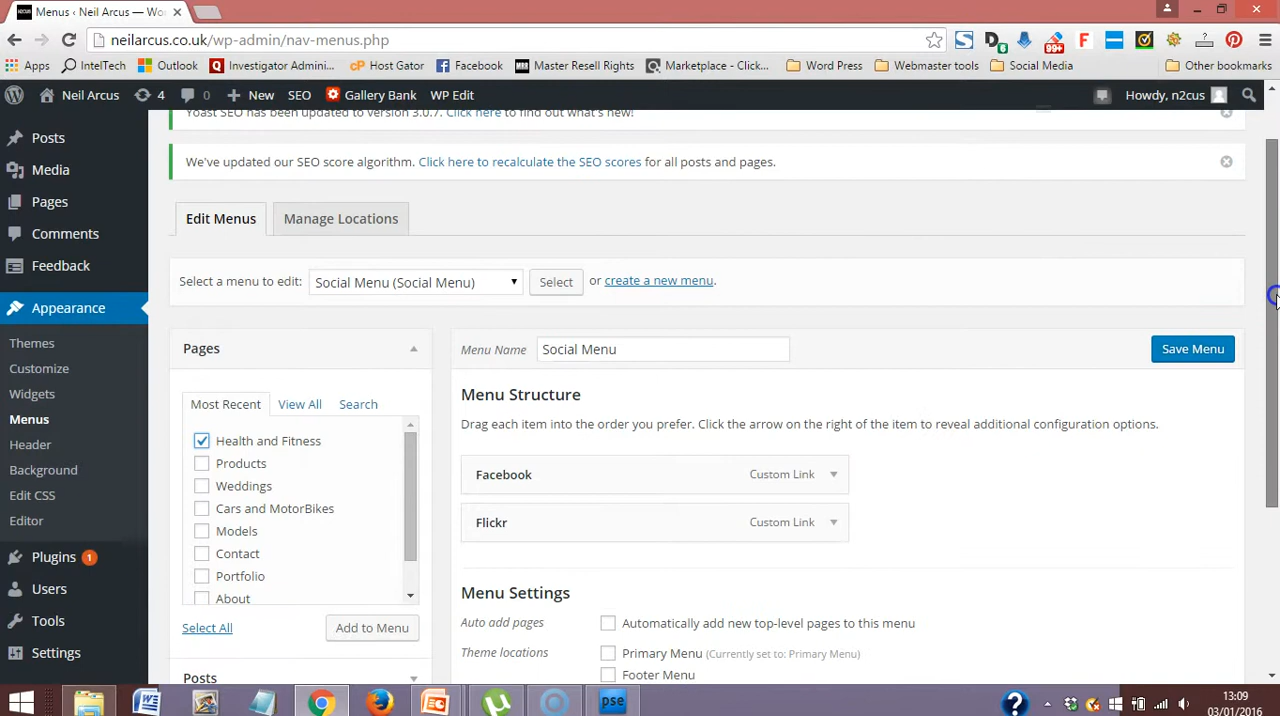 Menus ‹ Neil Arcus — Wor
neilarcus.co.uk/wp-admin/nav-menus.php
6
99+
Apps IntelTech Outlook Investigator Admini... Host Gator Facebook Master Resell Rights Marketplace - Click... Word Press Webmaster tools Social Media Other bookmarks
Neil Arcus 4 0 New SEO Gallery Bank WP Edit Howdy, n2cus
Yoast SEO has been updated to version 3.0.7. Click here to find out what's new!
Posts
We've updated our SEO score algorithm. Click here to recalculate the SEO scores for all posts and pages.
Media
Pages
Comments
Feedback
Appearance
Themes
Customize
Widgets
Menus
Header
Background
Edit CSS
Editor
Plugins 1
Users
Tools
Settings
Edit Menus Manage Locations
Select a menu to edit: Social Menu (Social Menu) Select or create a new menu.
Pages
Most Recent View All Search
Health and Fitness
Products
Weddings
Cars and MotorBikes
Models
Contact
Portfolio
About
Select All Add to Menu
Posts
Menu Name Social Menu Save Menu
Menu Structure
Drag each item into the order you prefer. Click the arrow on the right of the item to reveal additional configuration options.
Facebook Custom Link
Flickr Custom Link
Menu Settings
Auto add pages Automatically add new top-level pages to this menu
Theme locations Primary Menu (Currently set to: Primary Menu)
Footer Menu
pse
13:09
03/01/2016